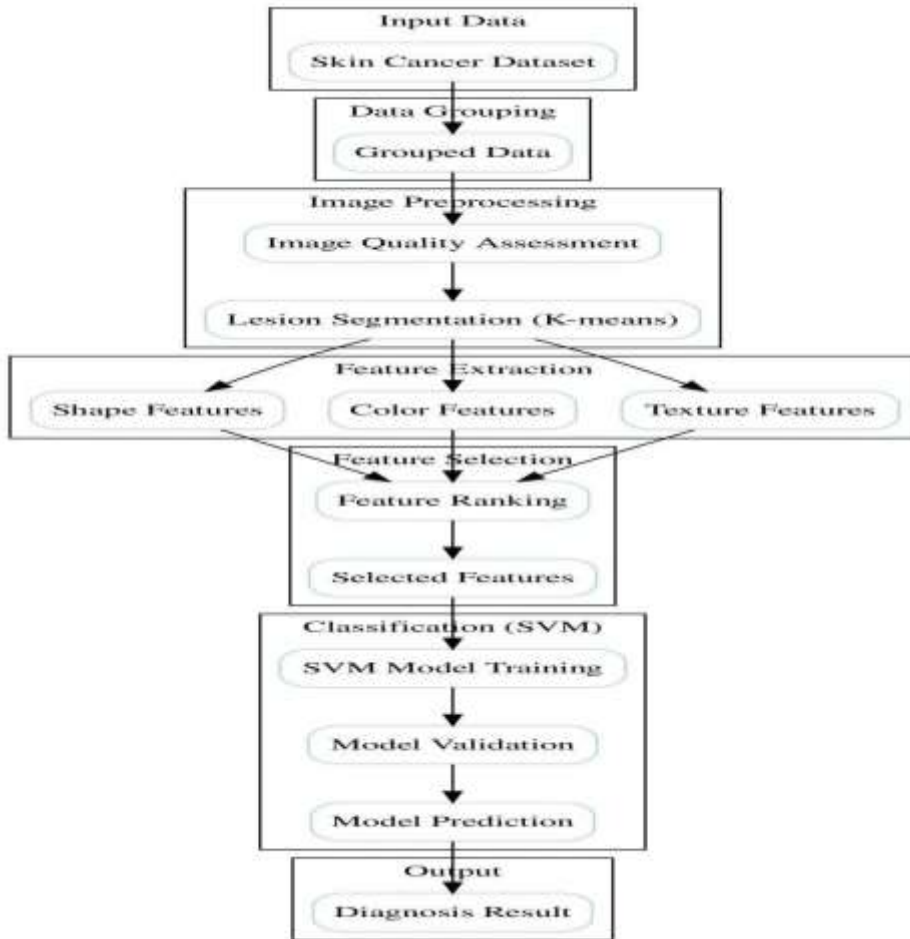 Input Data
Skin Cancer Dataset
Data Grouping
Grouped Data
Image Preprocessing
Image Quality Assessment
Lesion Segmentation (K-means)
Feature Extraction
Shape Features
Color Features
Texture Features
Feature Selection
Feature Ranking
Selected Features
Classification (SVM)
SVM Model Training
Model Validation
Model Prediction
Output
Diagnosis Result